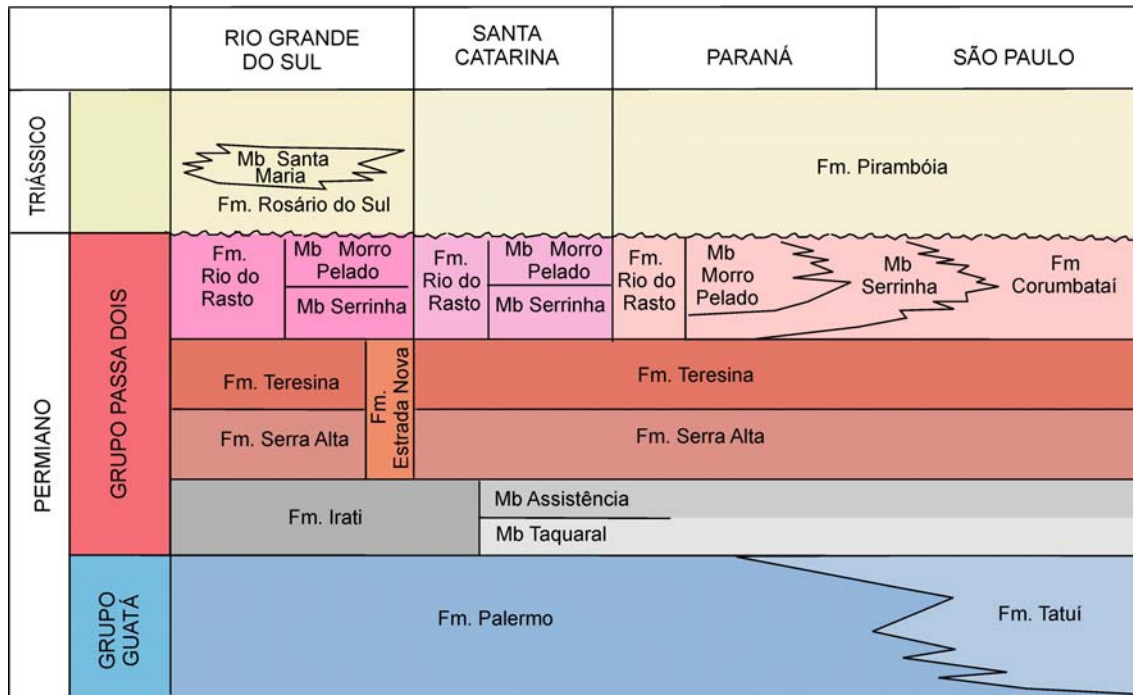 RIO GRANDE
DO SUL
SANTA
CATARINA
PARANÁ
SÃO PAULO
TRIÁSSICO
Mb Santa
Maria
Fm. Rosário do Sul
Fm. Pirambóia
PERMIANO
GRUPO PASSA DOIS
Fm.
Rio do
Rasto
Mb Morro
Pelado
Mb Serrinha
Fm.
Rio do
Rasto
Mb Morro
Pelado
Mb Serrinha
Fm.
Rio do
Rasto
Mb
Morro
Pelado
Mb
Serrinha
Fm
Corumbataí
Fm. Teresina
Fm.
Estrada Nova
Fm. Teresina
Fm. Serra Alta
Fm. Serra Alta
Fm. Irati
Mb Assistência
Mb Taquaral
GRUPO
GUATÁ
Fm. Palermo
Fm. Tatuí